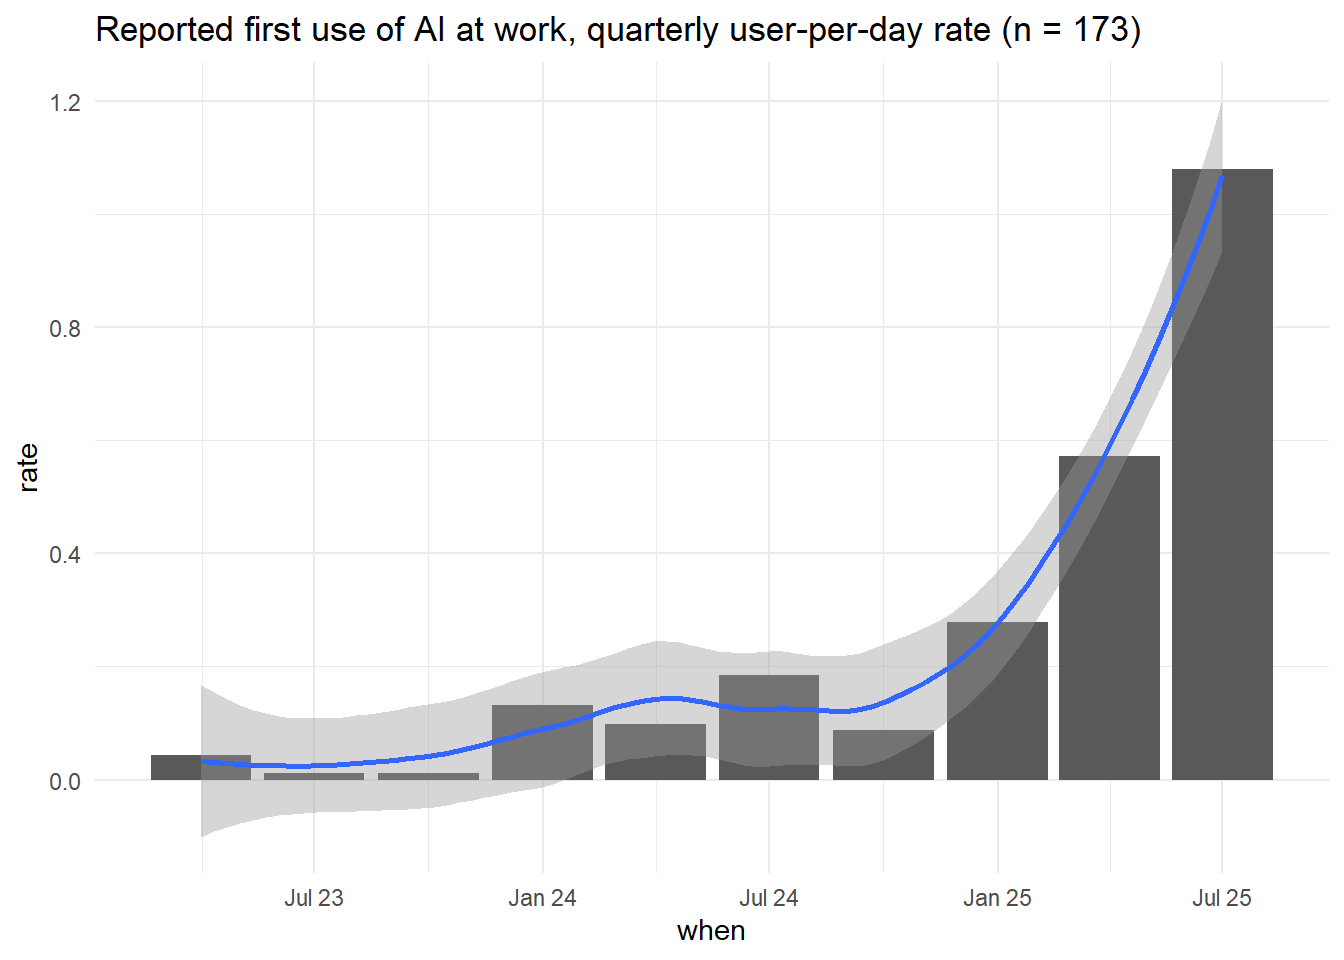 Reported first use of AI at work, quarterly user-per-day rate (n = 173)
1.2
0.8
0.4
0.0
rate
Jul 23
Jan 24
Jul 24
Jan 25
Jul 25
when